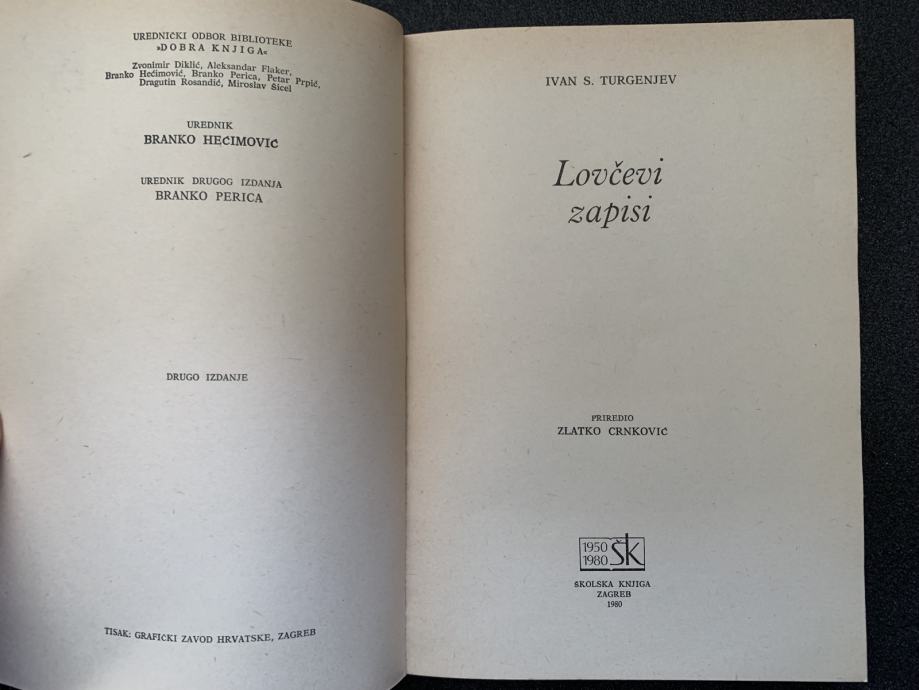 UREDNIČKI ODBOR BIBLIOTEKE
»DOBRA KNJIGA«
Zvonimir Diklić, Aleksandar Flaker,
Branko Hećimović, Branko Perica, Petar Prpić,
Dragutin Rosandić, Miroslav Šicel
UREDNIK
BRANKO HEĆIMOVIĆ
UREDNIK DRUGOG IZDANJA
BRANKO PERICA
DRUGO IZDANJE
TISAK: GRAFIČKI ZAVOD HRVATSKE, ZAGREB
IVAN S. TURGENJEV
Lovčevi
zapisi
PRIREDIO
ZLATKO CRNKOVIĆ
1950
1980
ŠK
ŠKOLSKA KNJIGA
ZAGREB
1980